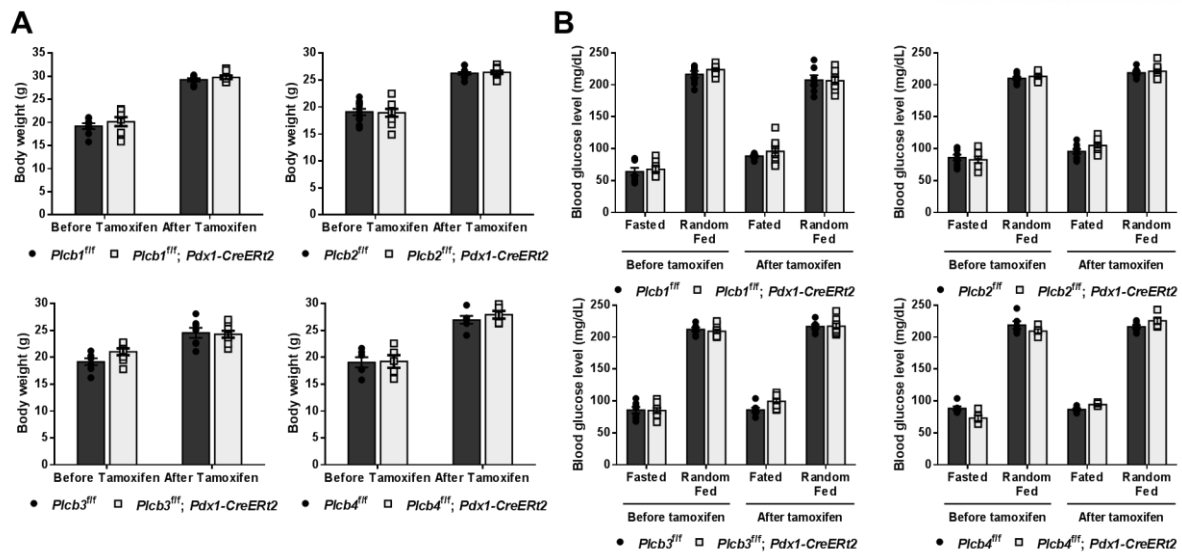 A
B
Body weight (g)
35
30
25
20
15
10
5
0
Before Tamoxifen After Tamoxifen
● Plcb1f/f □ Plcb1f/f; Pdx1-CreERt2
Body weight (g)
30
25
20
15
10
5
0
Before Tamoxifen After Tamoxifen
● Plcb2f/f □ Plcb2f/f; Pdx1-CreERt2
Body weight (g)
30
25
20
15
10
5
0
Before Tamoxifen After Tamoxifen
● Plcb3f/f □ Plcb3f/f; Pdx1-CreERt2
Body weight (g)
30
25
20
15
10
5
0
Before Tamoxifen After Tamoxifen
● Plcb4f/f □ Plcb4f/f; Pdx1-CreERt2
Blood glucose level (mg/dL)
250
200
150
100
50
0
Fasted Random Fated Random
Fed Fed
Before tamoxifen After tamoxifen
● Plcb1f/f □ Plcb1f/f; Pdx1-CreERt2
Blood glucose level (mg/dL)
250
200
150
100
50
0
Fasted Random Fated Random
Fed Fed
Before tamoxifen After tamoxifen
● Plcb2f/f □ Plcb2f/f; Pdx1-CreERt2
Blood glucose level (mg/dL)
250
200
150
100
50
0
Fasted Random Fated Random
Fed Fed
Before tamoxifen After tamoxifen
● Plcb3f/f □ Plcb3f/f; Pdx1-CreERt2
Blood glucose level (mg/dL)
250
200
150
100
50
0
Fasted Random Fated Random
Fed Fed
Before tamoxifen After tamoxifen
● Plcb4f/f □ Plcb4f/f; Pdx1-CreERt2